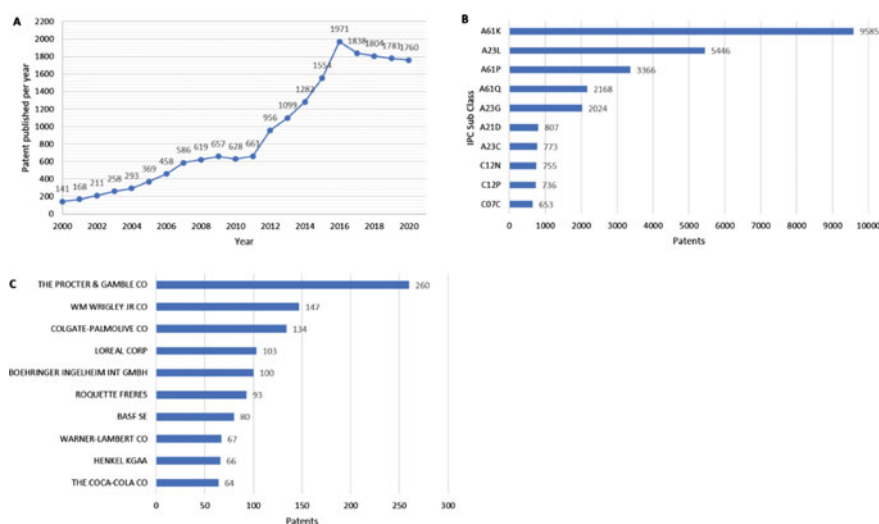 A
Patent published per year
2200
2000
1800
1600
1400
1200
1000
800
600
400
200
0
141
168
211
258
293
369
458
586
619
657
628
661
956
1099
1282
1554
1971
1838
1804
1781
1760
2000
2002
2004
2006
2008
2010
2012
2014
2016
2018
2020
Year
B
IPC Sub Class
A61K 9585
A23L 5446
A61P 3366
A61Q 2168
A23G 2024
A21D 807
A23C 773
C12N 755
C12P 736
C07C 653
0 1000 2000 3000 4000 5000 6000 7000 8000 9000 10000
Patents
C
THE PROCTER & GAMBLE CO 260
WM WRIGLEY JR CO 147
COLGATE-PALMOLIVE CO 134
LOREAL CORP 103
BOEHRINGER INGELHEIM INT GMBH 100
ROQUETTE FRERES 93
BASF SE 80
WARNER-LAMBERT CO 67
HENKEL KGAA 66
THE COCA-COLA CO 64
0 50 100 150 200 250 300
Patents